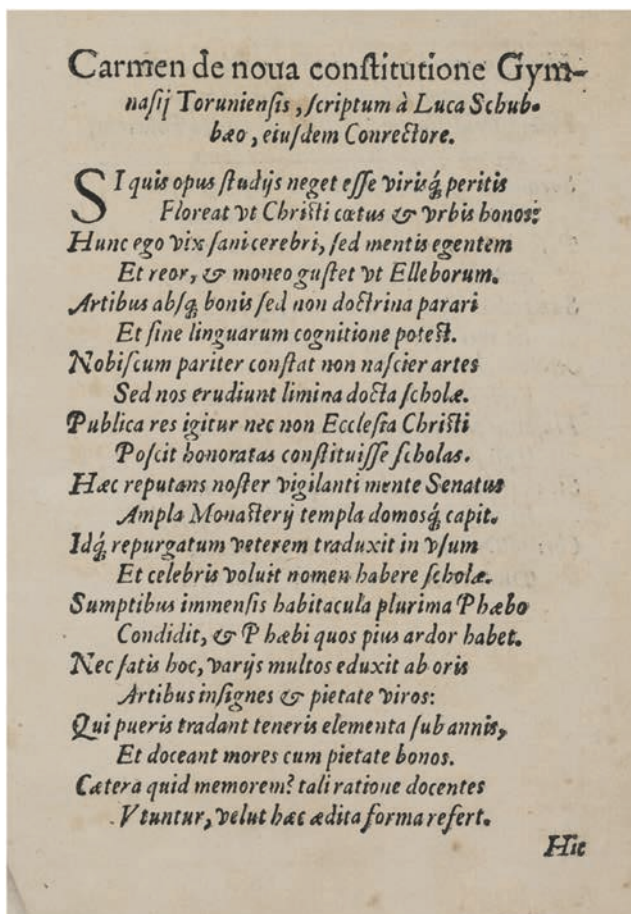 Carmen de noua conſtitutione Gym-
naſij Torunienſis, ſcriptum à Luca Schub-
bæo, eiuſdem Conrectore.
SI quis opus ſtudijs neget eſſe virisq́; peritis
Floreat vt Chriſti cœtus & vrbis honos:
Hunc ego vix ſani cerebri, ſed mentis egentem
Et reor, & moneo guſtet vt Elleborum.
Artibus abſq́; bonis ſed non doctrina parari
Et ſine linguarum cognitione poteſt.
Nobiſcum pariter conſtat non naſcier artes
Sed nos erudiunt limina docta ſcholæ.
Publica res igitur nec non Eccleſia Chriſti
Poſcit honoratas conſtituiſſe ſcholas.
Hæc reputans noſter vigilanti mente Senatus
Ampla Monaſterij templa domosq́; capit.
Idq́; repurgatum veterem traduxit in vſum
Et celebris voluit nomen habere ſcholæ.
Sumptibus immenſis habitacula plurima Phæbo
Condidit, & Phæbi quos pius ardor habet.
Nec ſatis hoc, varijs multos eduxit ab oris
Artibus inſignes & pietate viros:
Qui pueris tradant teneris elementa ſub annis,
Et doceant mores cum pietate bonos.
Cætera quid memorem? tali ratione docentes
Vtuntur, velut hæc ædita forma refert.
Hic